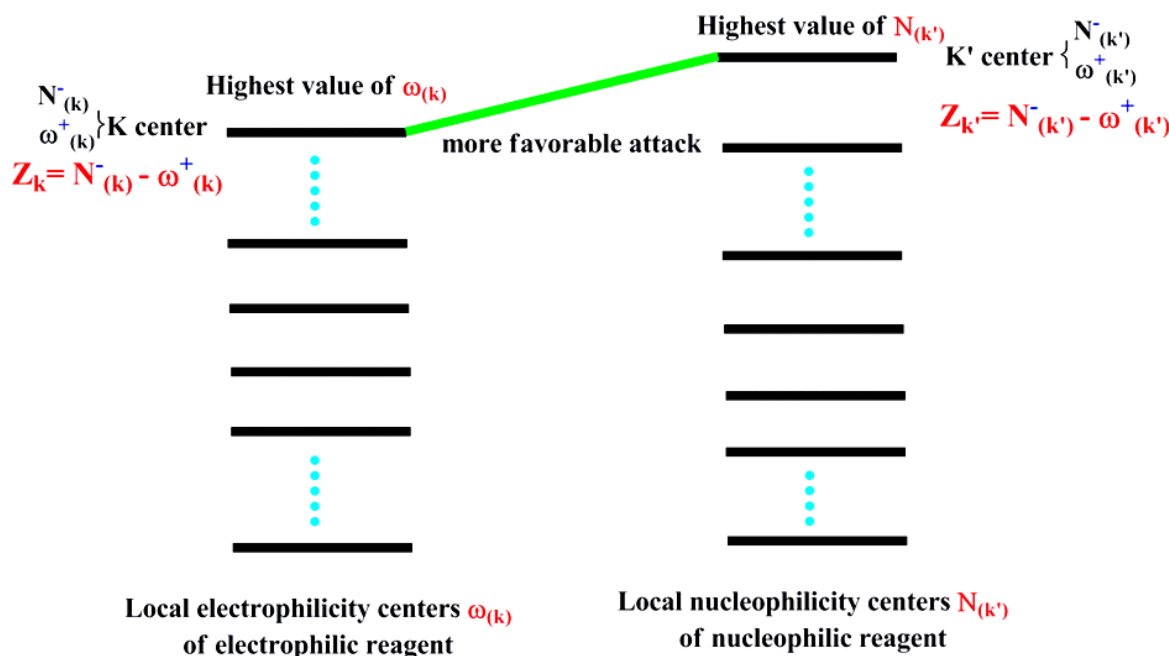 Highest value of N(k')
K' center { N⁻(k')
ω⁺(k')
Zk'= N⁻(k') - ω⁺(k')
Highest value of ω(k)
N⁻(k)
ω⁺(k) }K center
Zk= N⁻(k) - ω⁺(k)
more favorable attack
Local electrophilicity centers ω(k)
of electrophilic reagent
Local nucleophilicity centers N(k')
of nucleophilic reagent